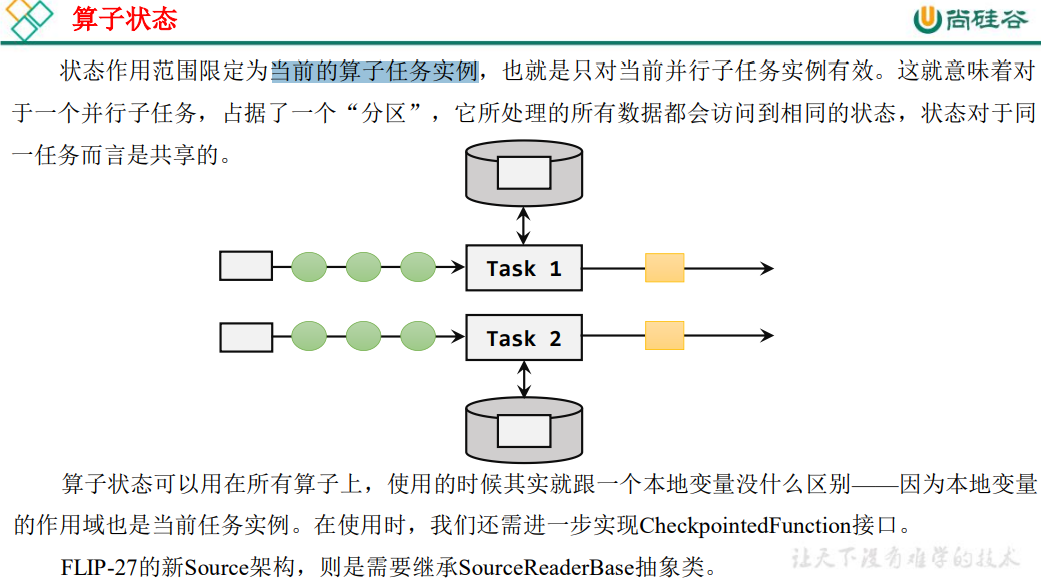 算子状态
尚硅谷
状态作用范围限定为当前的算子任务实例，也就是只对当前并行子任务实例有效。这就意味着对
于一个并行子任务，占据了一个“分区”，它所处理的所有数据都会访问到相同的状态，状态对于同
一任务而言是共享的。
Task 1
Task 2
算子状态可以用在所有算子上，使用的时候其实就跟一个本地变量没什么区别——因为本地变量
的作用域也是当前任务实例。在使用时，我们还需进一步实现CheckpointedFunction接口。
FLIP-27的新Source架构，则是需要继承SourceReaderBase抽象类。
让天下没有难学的技术